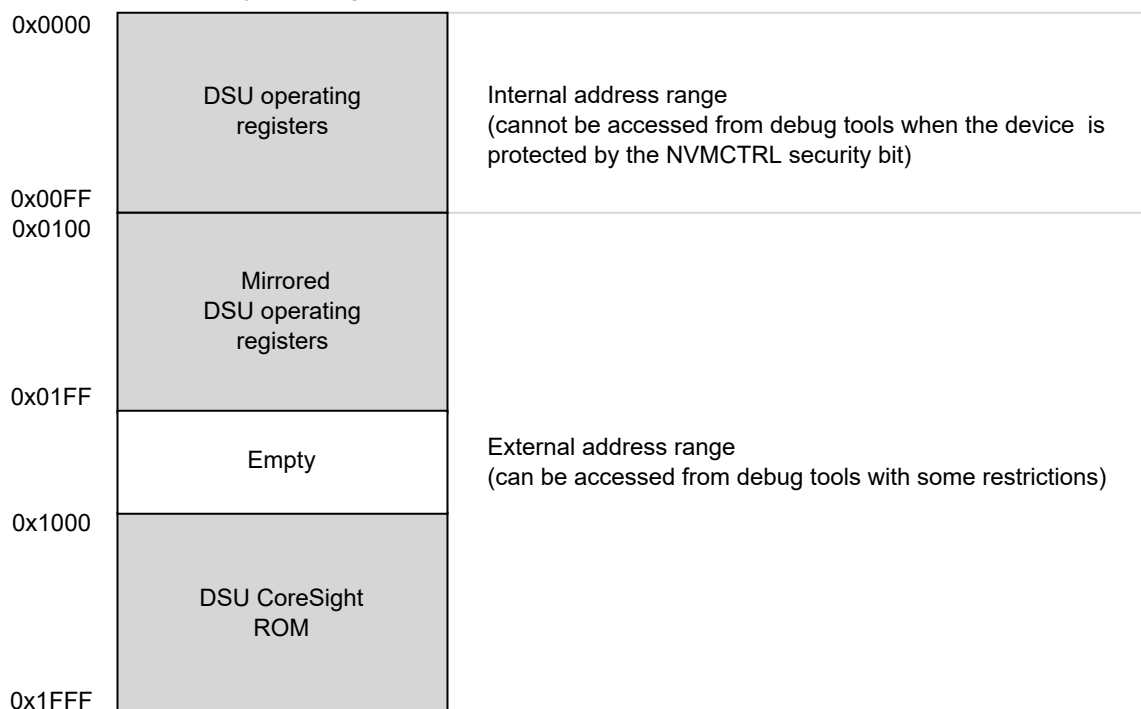 0x0000
DSU operating
registers
Internal address range
(cannot be accessed from debug tools when the device is
protected by the NVMCTRL security bit)
0x00FF
0x0100
Mirrored
DSU operating
registers
0x01FF
Empty
External address range
(can be accessed from debug tools with some restrictions)
0x1000
DSU CoreSight
ROM
0x1FFF